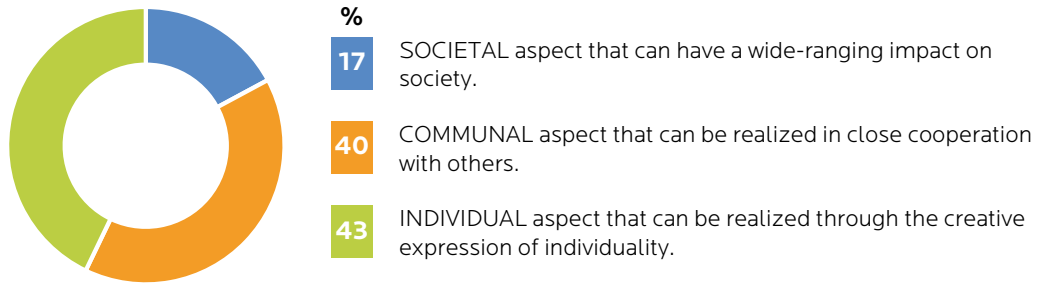 %
17
SOCIETAL aspect that can have a wide-ranging impact on
society.
40
COMMUNAL aspect that can be realized in close cooperation
with others.
43
INDIVIDUAL aspect that can be realized through the creative
expression of individuality.